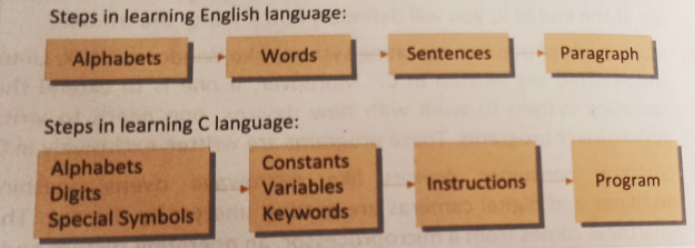 Steps in learning English language:
Alphabets
Words
Sentences
Paragraph
Steps in learning C language:
Alphabets
Digits
Special Symbols
Constants
Variables
Keywords
Instructions
Program